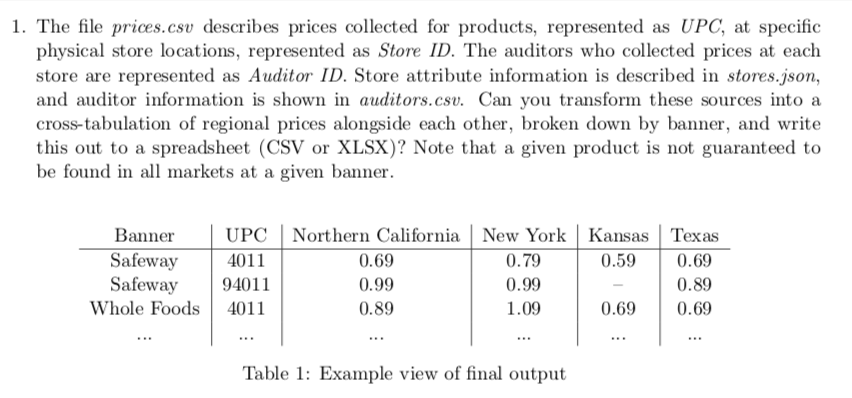 1. The file prices.csv describes prices collected for products, represented as UPC, at specific
physical store locations, represented as Store ID. The auditors who collected prices at each
store are represented as Auditor ID. Store attribute information is described in stores.json,
and auditor information is shown in auditors.csv. Can you transform these sources into a
cross-tabulation of regional prices alongside each other, broken down by banner, and write
this out to a spreadsheet (CSV or XLSX)? Note that a given product is not guaranteed to
be found in all markets at a given banner.
Banner UPC Northern California New York Kansas Texas
Safeway 4011 0.69 0.79 0.59 0.69
Safeway 94011 0.99 0.99 – 0.89
Whole Foods 4011 0.89 1.09 0.69 0.69
... ... ... ... ... ...
Table 1: Example view of final output